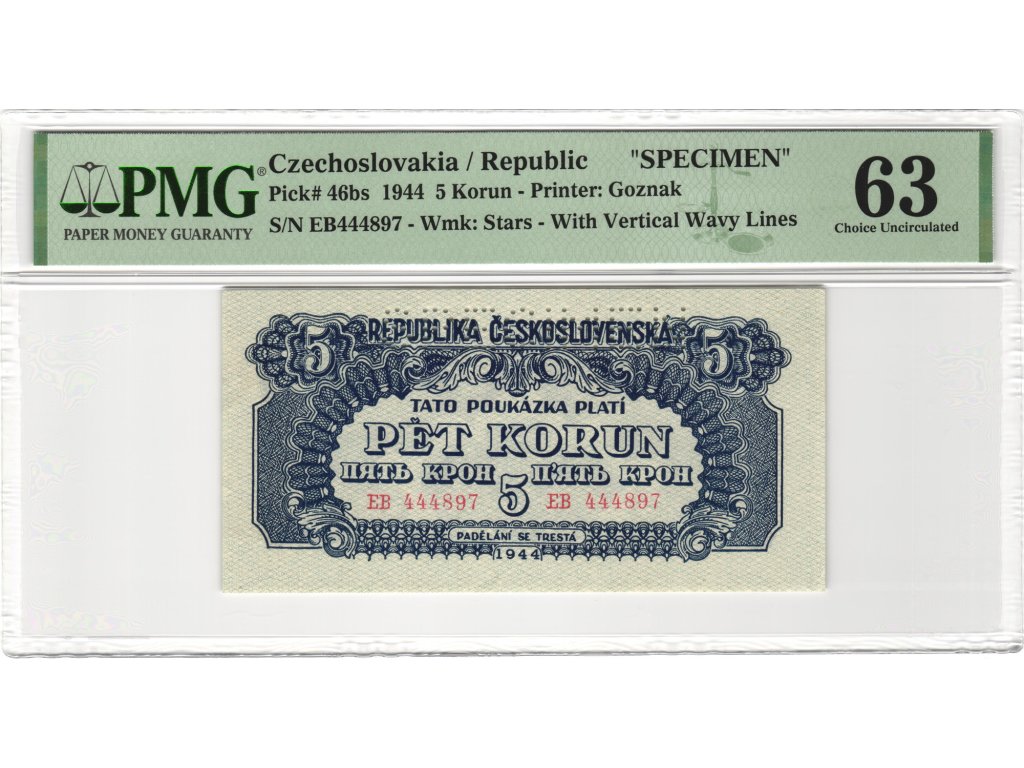 PMG®
PAPER MONEY GUARANTY
Czechoslovakia / Republic "SPECIMEN"
Pick# 46bs 1944 5 Korun - Printer: Goznak
S/N EB444897 - Wmk: Stars - With Vertical Wavy Lines
63
Choice Uncirculated
5 REPUBLIKA ČESKOSLOVENSKÁ 5
TATO POUKÁZKA PLATÍ
PĚT KORUN
ПЯТЬ КРОН П'ЯТЬ КРОН
EB 444897 5 EB 444897
PADĚLÁNÍ SE TRESTÁ
1944